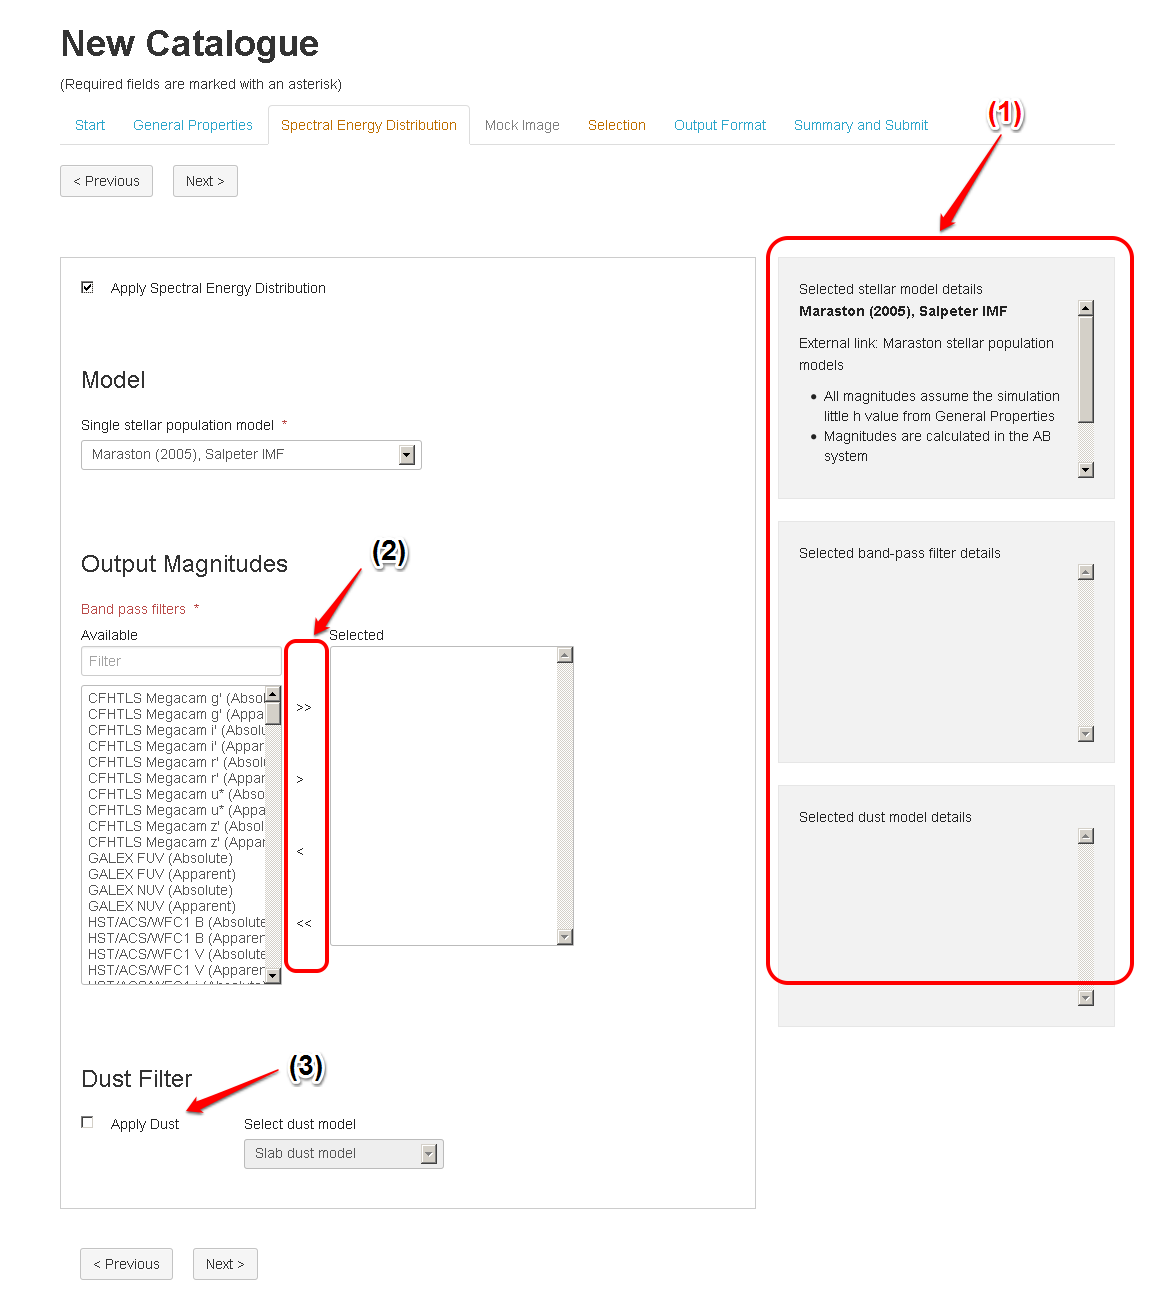 New Catalogue
(Required fields are marked with an asterisk)
Start General Properties Spectral Energy Distribution Mock Image Selection Output Format Summary and Submit
(1)
< Previous Next >
Apply Spectral Energy Distribution
Model
Single stellar population model *
Maraston (2005), Salpeter IMF
Output Magnitudes
(2)
Band pass filters *
Available
Filter
CFHTLS Megacam g' (Absol
CFHTLS Megacam g' (Appa
CFHTLS Megacam i' (Absolu
CFHTLS Megacam i' (Appar
CFHTLS Megacam r' (Absol
CFHTLS Megacam r' (Appar
CFHTLS Megacam u* (Abso
CFHTLS Megacam u* (Appa
CFHTLS Megacam z' (Absol
CFHTLS Megacam z' (Appar
GALEX FUV (Absolute)
GALEX FUV (Apparent)
GALEX NUV (Absolute)
GALEX NUV (Apparent)
HST/ACS/WFC1 B (Absolute
HST/ACS/WFC1 B (Apparen
HST/ACS/WFC1 V (Absolute
HST/ACS/WFC1 V (Apparen
HST/ACS/WFC1 i (Absolute)
>>
>
<
<<
Selected
Dust Filter
(3)
Apply Dust
Select dust model
Slab dust model
Selected stellar model details
Maraston (2005), Salpeter IMF
External link: Maraston stellar population
models
• All magnitudes assume the simulation
little h value from General Properties
• Magnitudes are calculated in the AB
system
Selected band-pass filter details
Selected dust model details
< Previous Next >